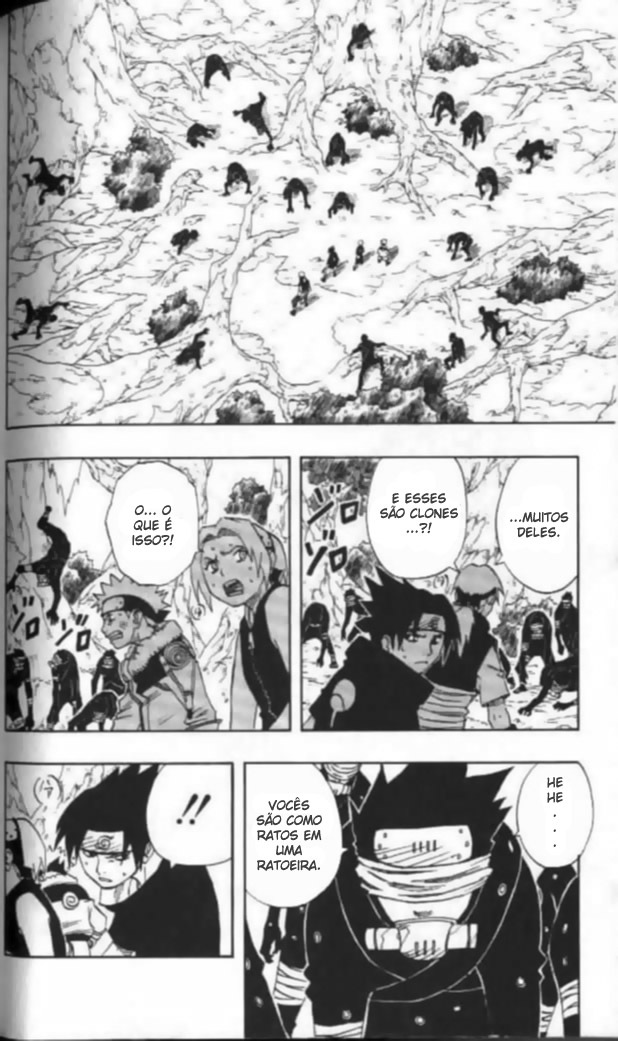 ...MUITOS
DELES.
E ESSES
SÃO CLONES
...?!
O... O
QUE É
ISSO?!
HE
HE
.
.
.
VOCÊS
SÃO COMO
RATOS EM
UMA
RATOEIRA.
!!